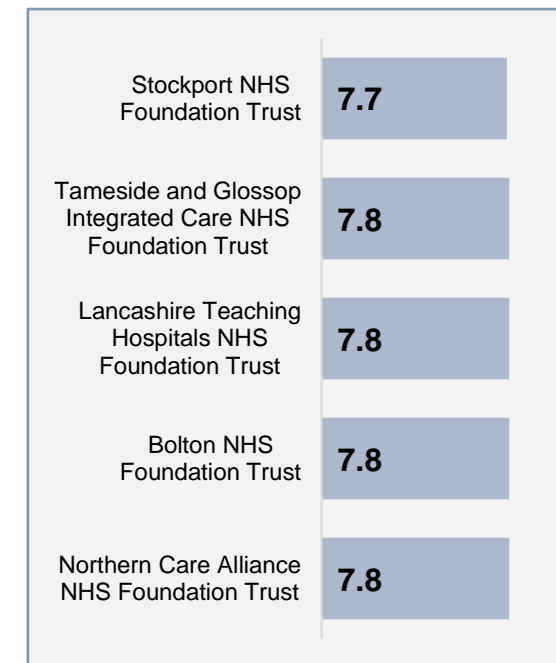 Stockport NHS
Foundation Trust
7.7
Tameside and Glossop
Integrated Care NHS
Foundation Trust
7.8
Lancashire Teaching
Hospitals NHS
Foundation Trust
7.8
Bolton NHS
Foundation Trust
7.8
Northern Care Alliance
NHS Foundation Trust
7.8